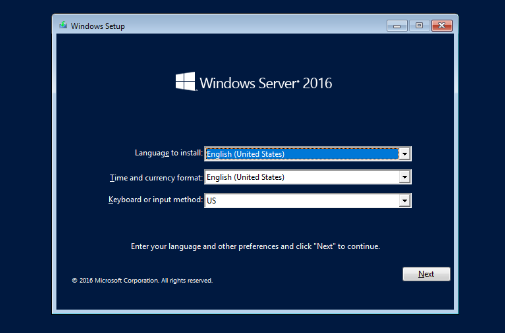 Windows Setup
Windows Server® 2016
Language to install: English (United States)
Time and currency format: English (United States)
Keyboard or input method: US
Enter your language and other preferences and click "Next" to continue.
© 2016 Microsoft Corporation. All rights reserved.
Next